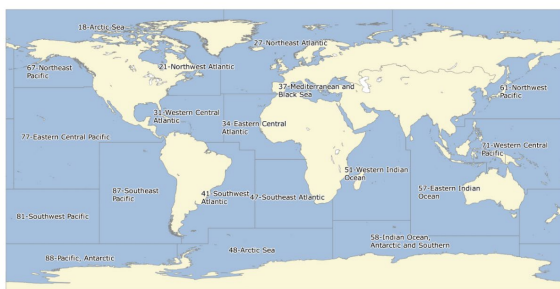 18-Arctic Sea
27-Northeast Atlantic
67-Northeast
Pacific
21-Northwest Atlantic
37-Mediterranean and
Black Sea
61-Northwest
Pacific
31-Western Central
Atlantic
34-Eastern Central
Atlantic
77-Eastern Central Pacific
71-Western Central
Pacific
51-Western Indian
Ocean
87-Southeast
Pacific
41-Southwest
Atlantic
47-Southeast Atlantic
57-Eastern Indian
Ocean
81-Southwest Pacific
58-Indian Ocean,
Antarctic and Southern
48-Arctic Sea
88-Pacific, Antarctic